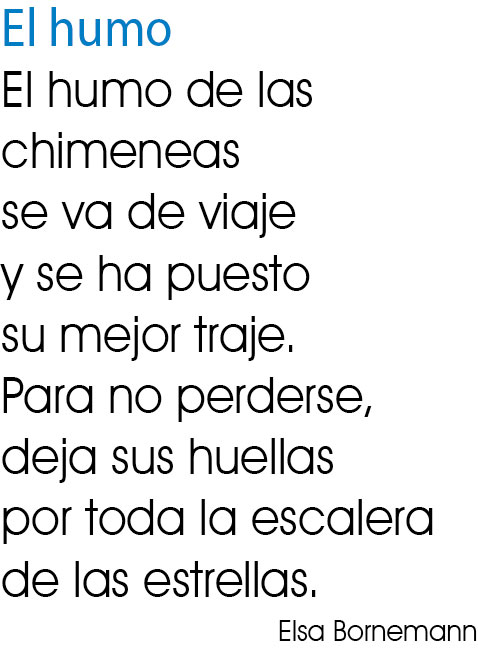 El humo
El humo de las
chimeneas
se va de viaje
y se ha puesto
su mejor traje.
Para no perderse,
deja sus huellas
por toda la escalera
de las estrellas.
Elsa Bornemann